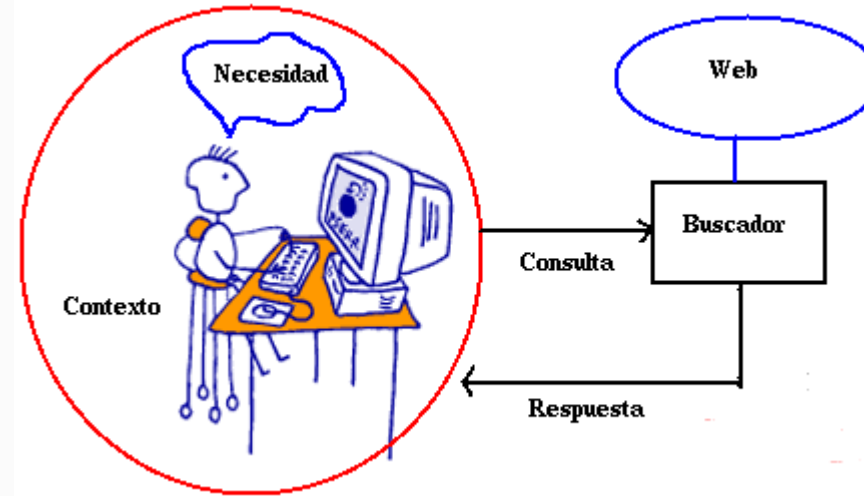 Necesidad
Web
Buscador
Consulta
Contexto
Respuesta